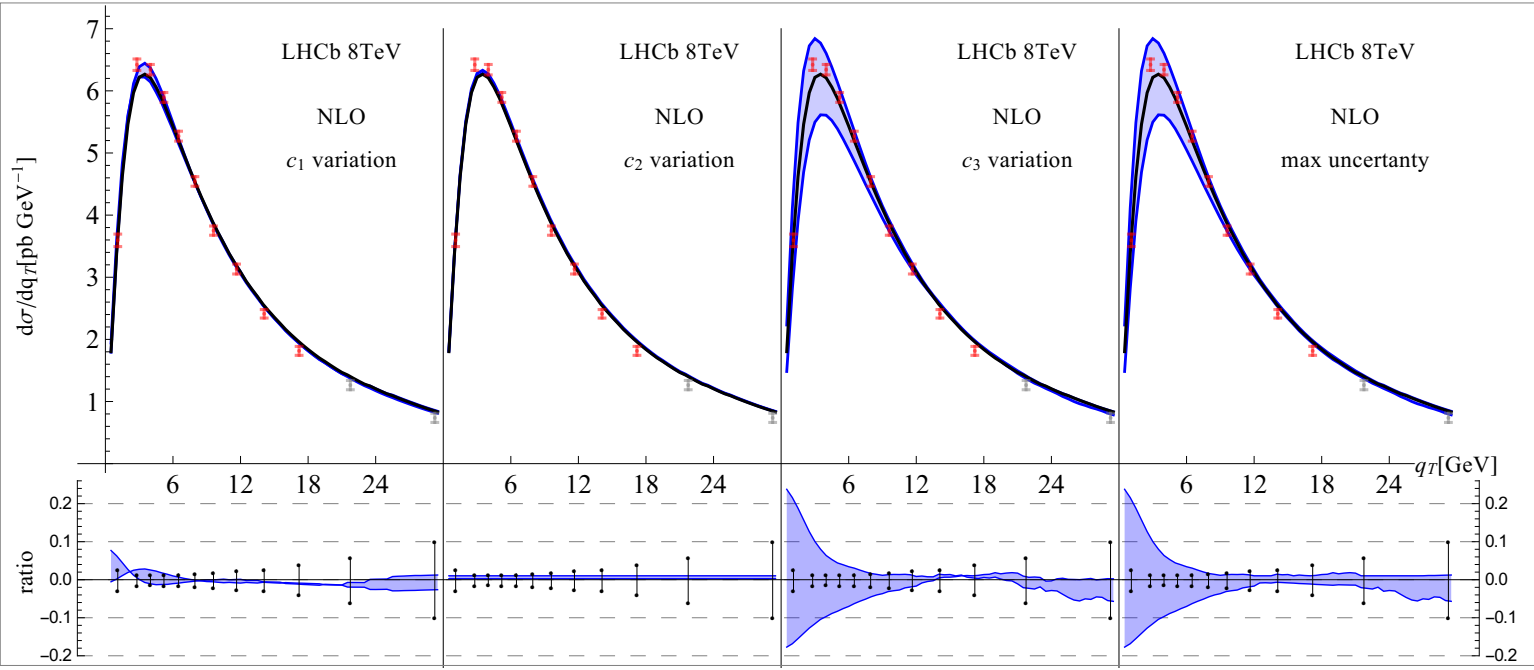 7
6
5
4
3
2
1
dσ/dq_T[pb GeV⁻¹]
LHCb 8TeV
NLO
c₁ variation
LHCb 8TeV
NLO
c₂ variation
LHCb 8TeV
NLO
c₃ variation
LHCb 8TeV
NLO
max uncertanty
6 12 18 24
6 12 18 24
6 12 18 24
6 12 18 24
q_T[GeV]
ratio
0.2
0.1
0.0
−0.1
−0.2
0.2
0.1
0.0
−0.1
−0.2